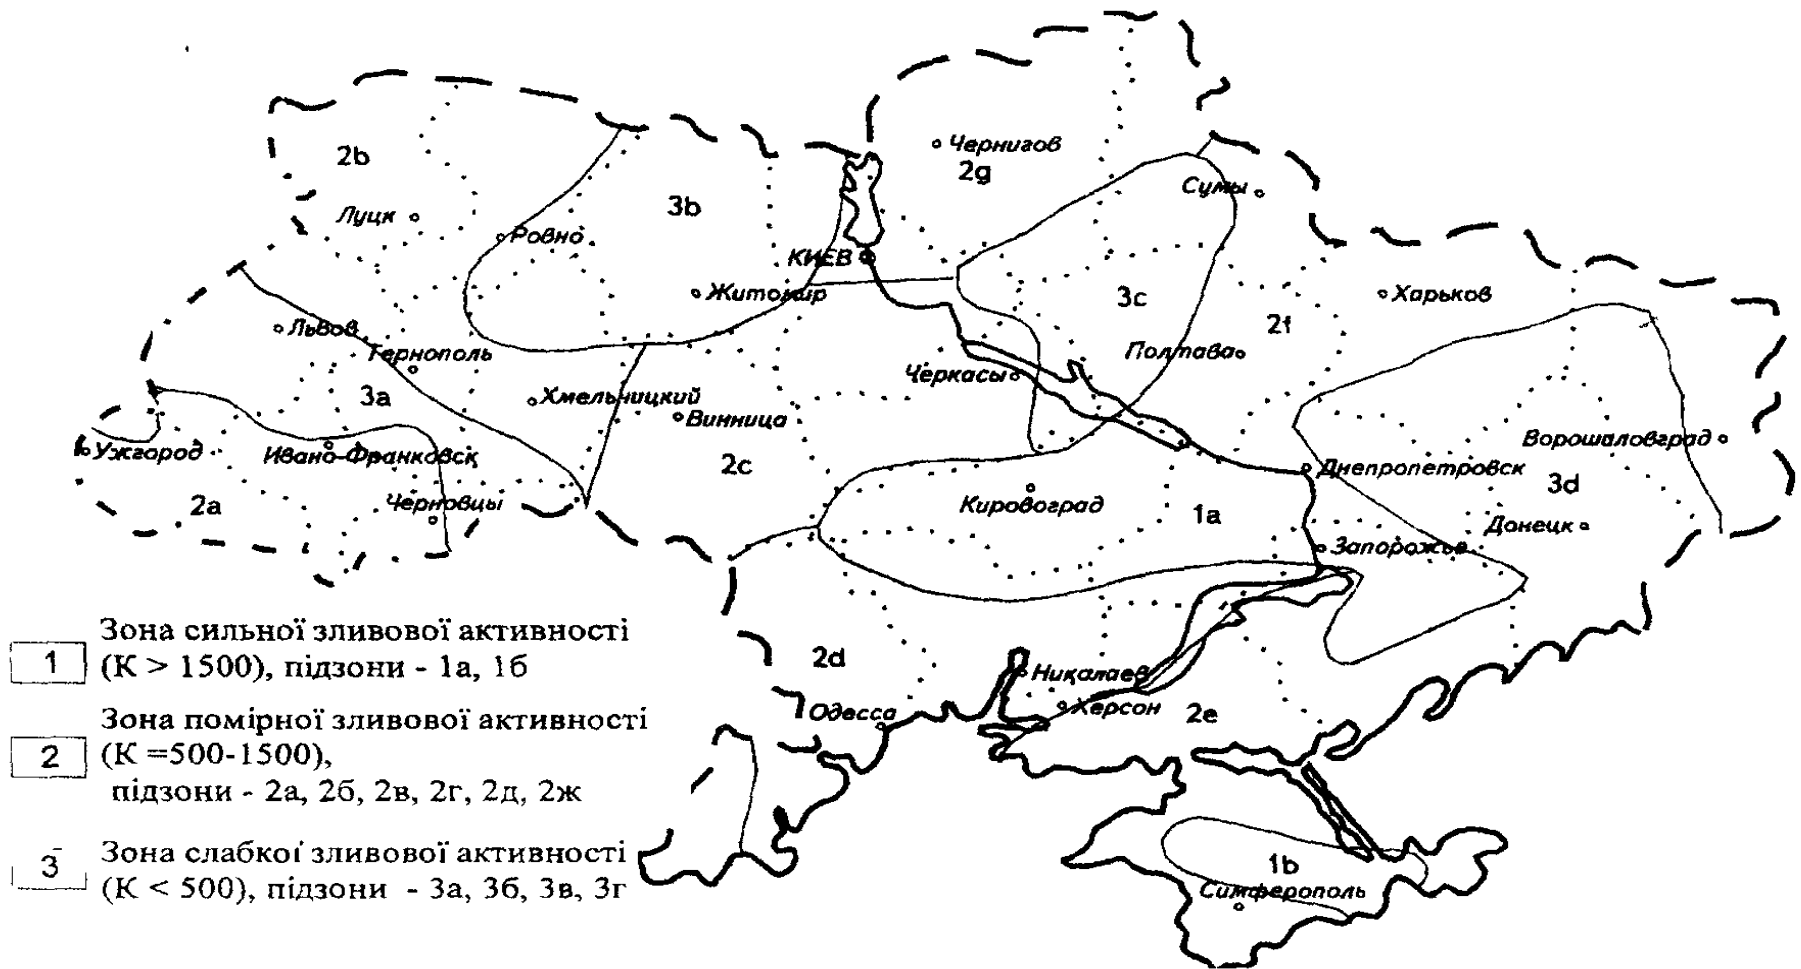 Чернигов
2g
2b
Сумы
3b
Луцк
Ровно
КИЕВ
Житомир
3c
Харьков
Львов
2f
Тернополь
Полтава
Черкасы
3a
Хмельницкий
Винница
Ужгород
Ивано-Франковск
2c
Ворошаловград
Днепропетровск
3d
2a
Черновцы
Кировоград
1a
Донецк
Запорожье
Зона сильної зливової активності
1
(К > 1500), підзони - 1а, 1б
2d
Николаев
Одесса
Херсон
2e
Зона помірної зливової активності
2
(К =500-1500),
підзони - 2а, 2б, 2в, 2г, 2д, 2ж
Зона слабкої зливової активності
3
(К < 500), підзони - 3а, 3б, 3в, 3г
1b
Симферополь